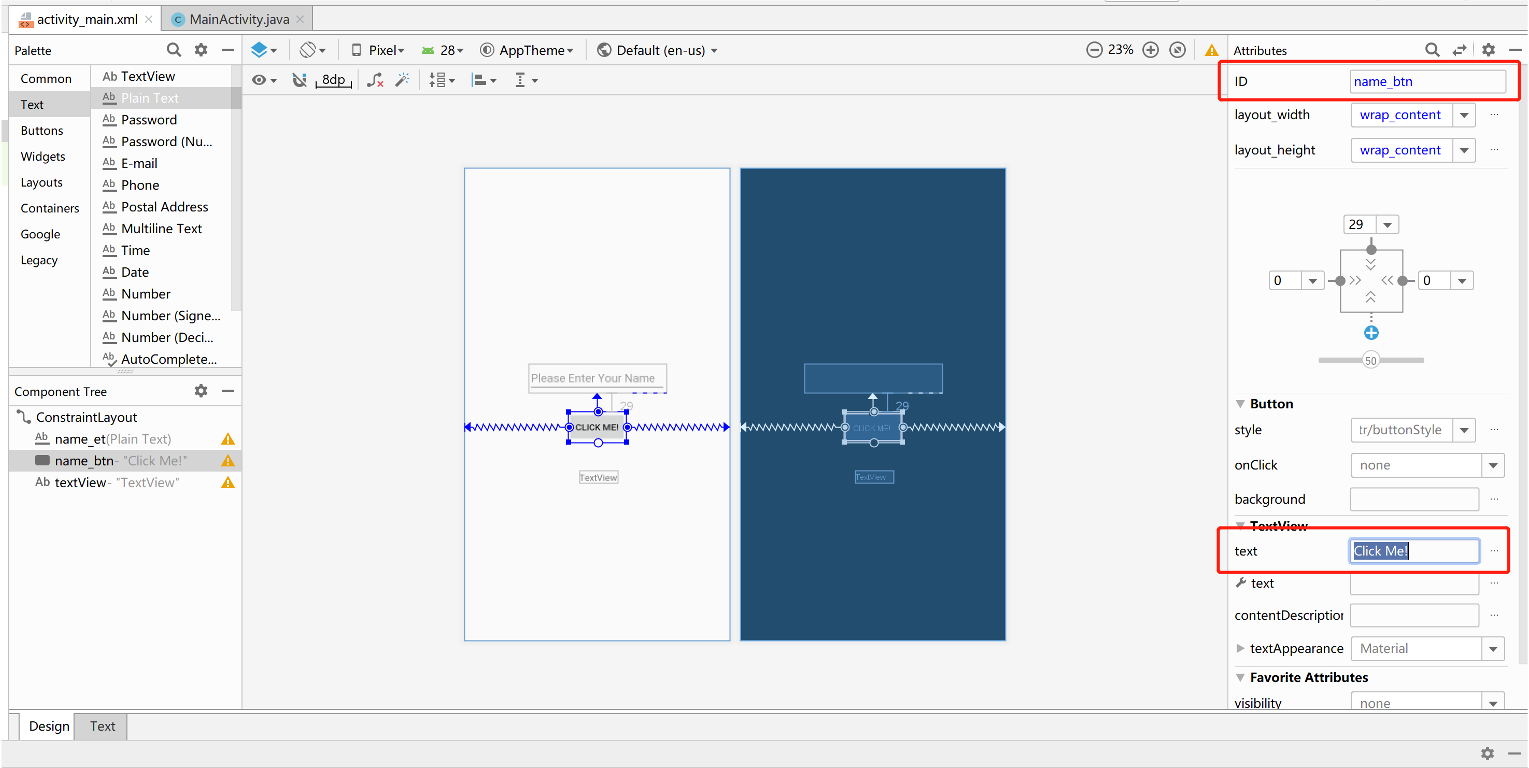 activity_main.xml
MainActivity.java
Palette
Pixel
28
AppTheme
Default (en-us)
23%
Attributes
Common
Text
Buttons
Widgets
Layouts
Containers
Google
Legacy
Ab TextView
Ab Plain Text
Ab Password
Ab Password (Nu...
Ab E-mail
Ab Phone
Ab Postal Address
Ab Multiline Text
Ab Time
Ab Date
Ab Number
Ab Number (Signe...
Ab Number (Deci...
Ab AutoComplete...
8dp
Component Tree
ConstraintLayout
Ab name_et(Plain Text)
name_btn- "Click Me!"
Ab textView- "TextView"
Please Enter Your Name
29
CLICK ME!
TextView
29
CLICK ME!
TextView
ID name_btn
layout_width wrap_content ...
layout_height wrap_content ...
29
0
0
50
Button
style tr/buttonStyle ...
onClick none
background ...
TextView
text Click Me! ...
text ...
contentDescription ...
textAppearance Material
Favorite Attributes
visibility none
Design
Text